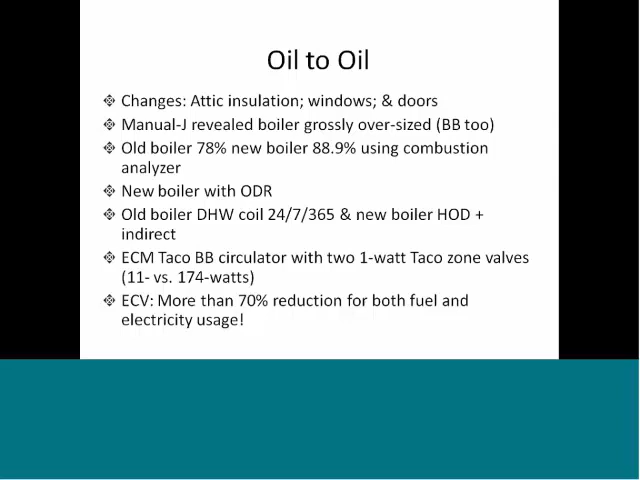 Oil to Oil
Changes: Attic insulation; windows; & doors
Manual-J revealed boiler grossly over-sized (BB too)
Old boiler 78% new boiler 88.9% using combustion
analyzer
New boiler with ODR
Old boiler DHW coil 24/7/365 & new boiler HOD +
indirect
ECM Taco BB circulator with two 1-watt Taco zone valves
(11- vs. 174-watts)
ECV: More than 70% reduction for both fuel and
electricity usage!